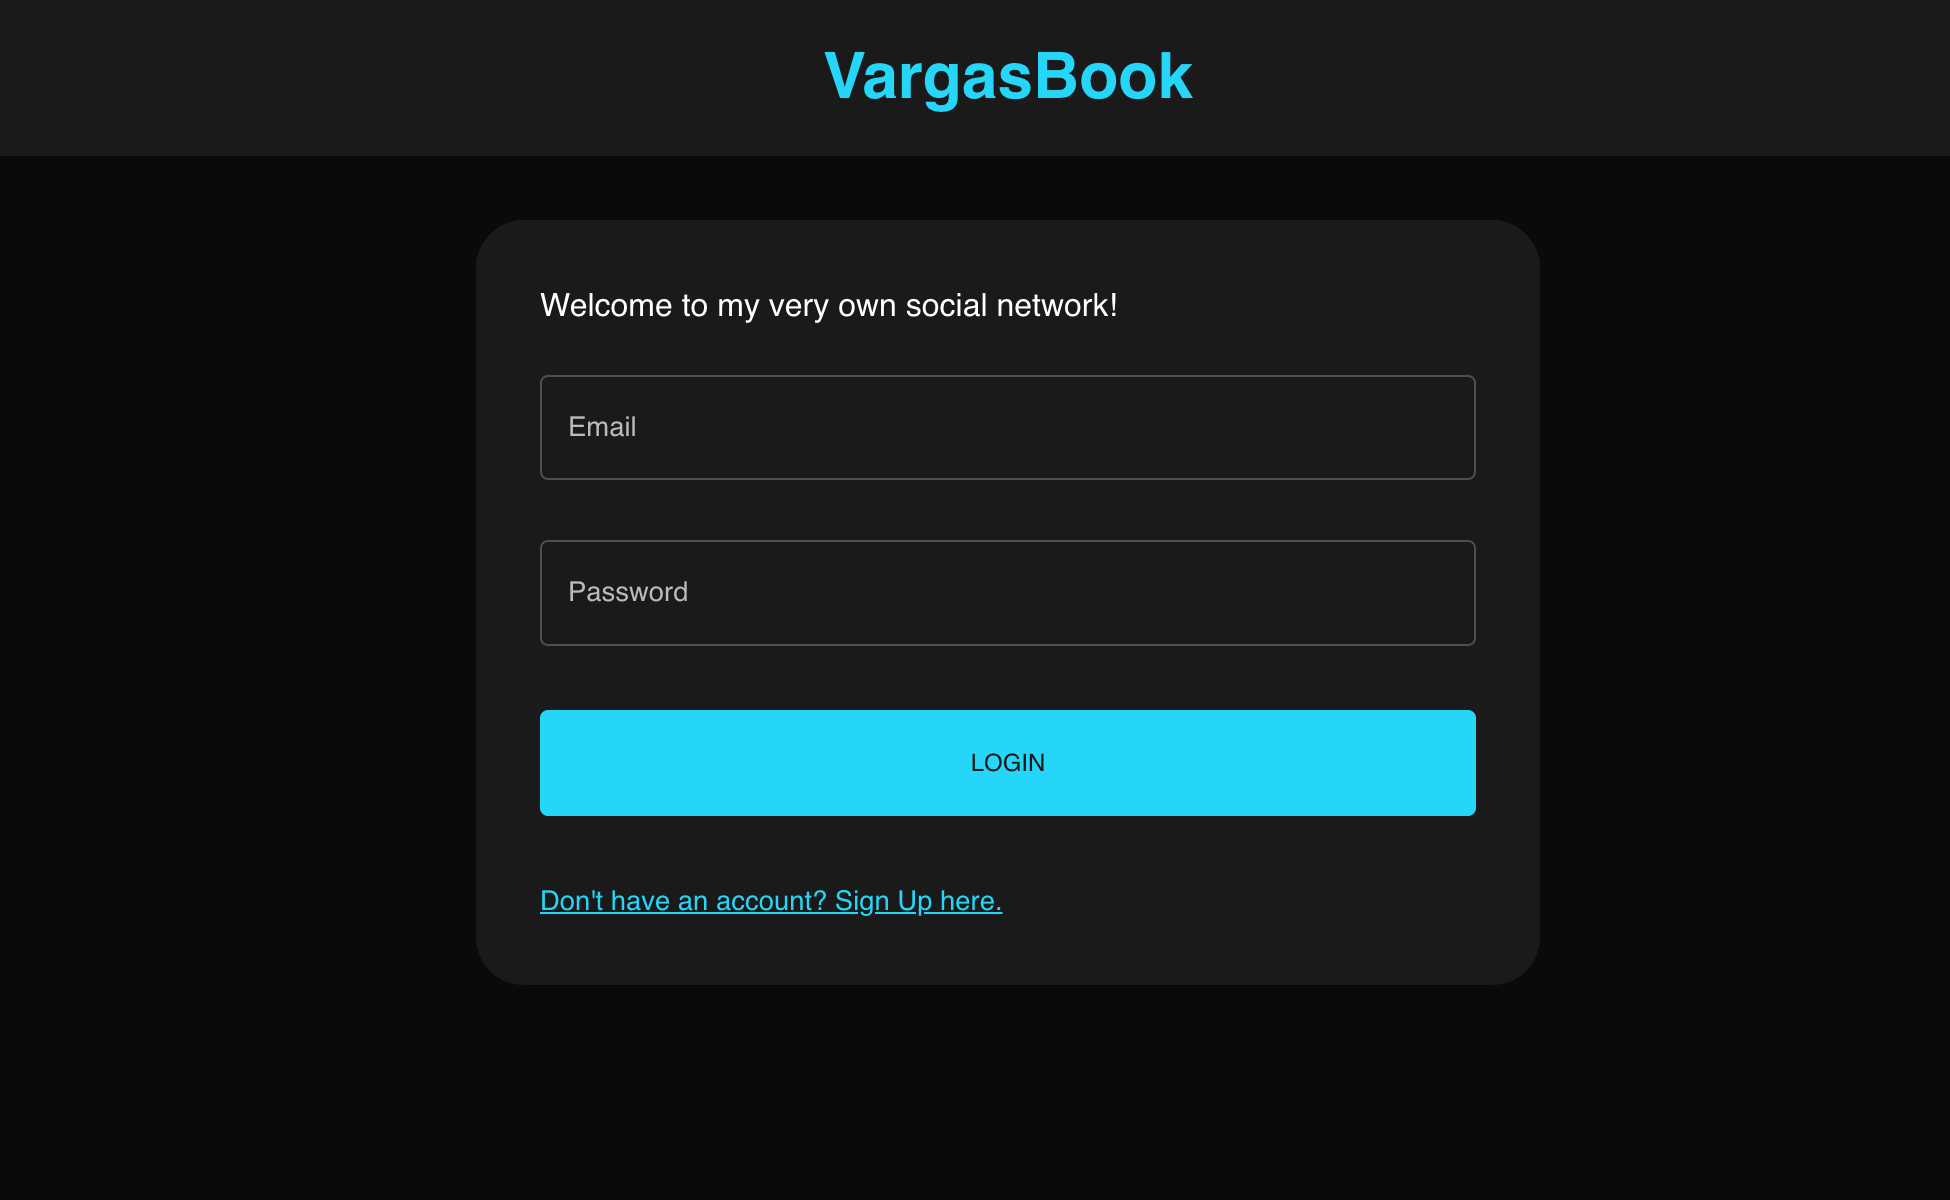 VargasBook
Welcome to my very own social network!
Email
Password
LOGIN
Don't have an account? Sign Up here.